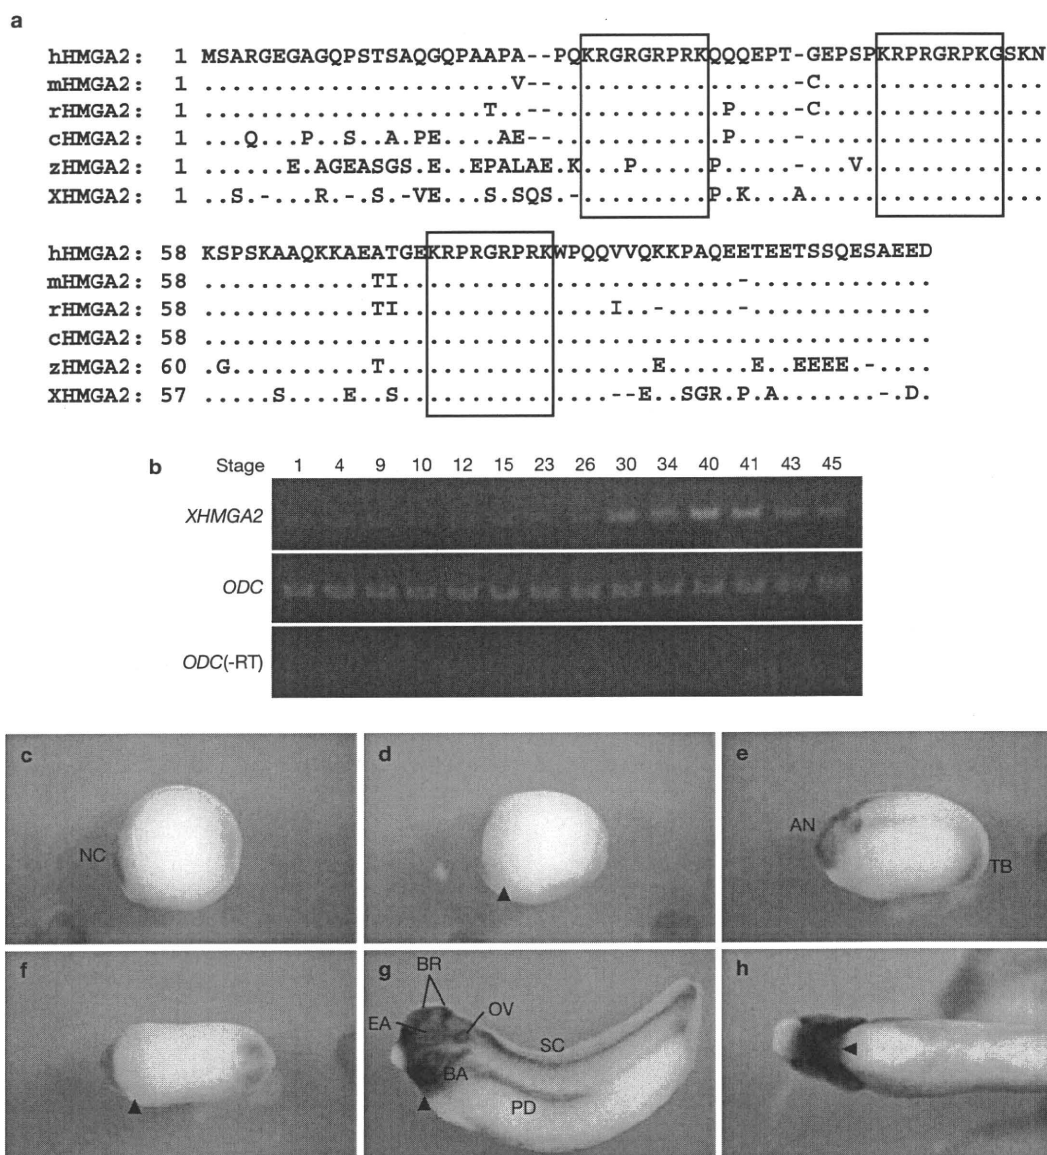 a
hHMGA2: 1 MSARGEGAGQPSTSAQGQPAAPA--PQKRGRGRPRKQQQEPT-GEPSPKRPRGRPKGSKN
mHMGA2: 1 ......................V--.................-C................
rHMGA2: 1 ....................T..--............P....-C................
cHMGA2: 1 ...Q...P..S..A.PE....AE--............P....-.................
zHMGA2: 1 ......E.AGEASGS.E..EPALAE.K...P.....P.....-...V.............
XHMGA2: 1 ..S.-...R.-.S.-VE...S.SQS.-.........P.K...A.................
hHMGA2: 58 KSPSKAAQKKAEATGEKRPRGRPRKWPQQVVQKKPAQEETEETSSQESAEED
mHMGA2: 58 ............TI........................-.............
rHMGA2: 58 ............TI...............I..-.....-.............
cHMGA2: 58 ....................................................
zHMGA2: 60 .G..........T...................E......E..EEEE.-....
XHMGA2: 57 .....S....E..S...............--E..SGR.P.A.......-.D.
b Stage 1 4 9 10 12 15 23 26 30 34 40 41 43 45
XHMGA2
ODC
ODC(-RT)
c
NC
d
e
AN
TB
f
g
BR
EA
OV
SC
BA
PD
h